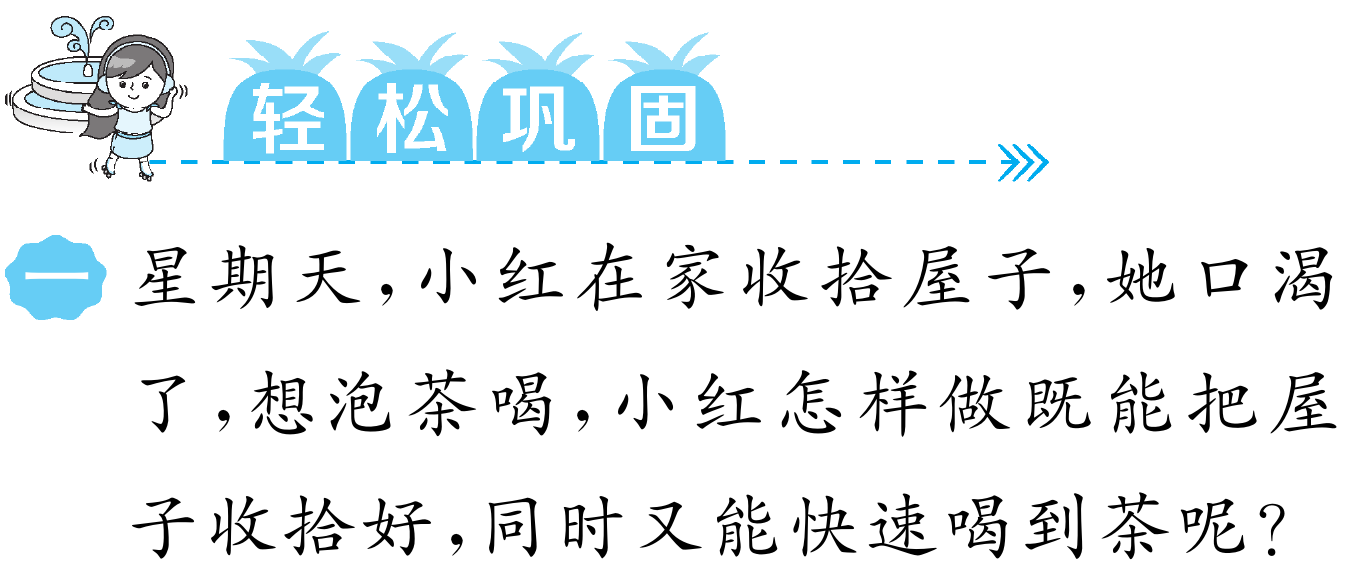 轻松巩固
一 星期天,小红在家收拾屋子,她口渴
了,想泡茶喝,小红怎样做既能把屋
子收拾好,同时又能快速喝到茶呢?